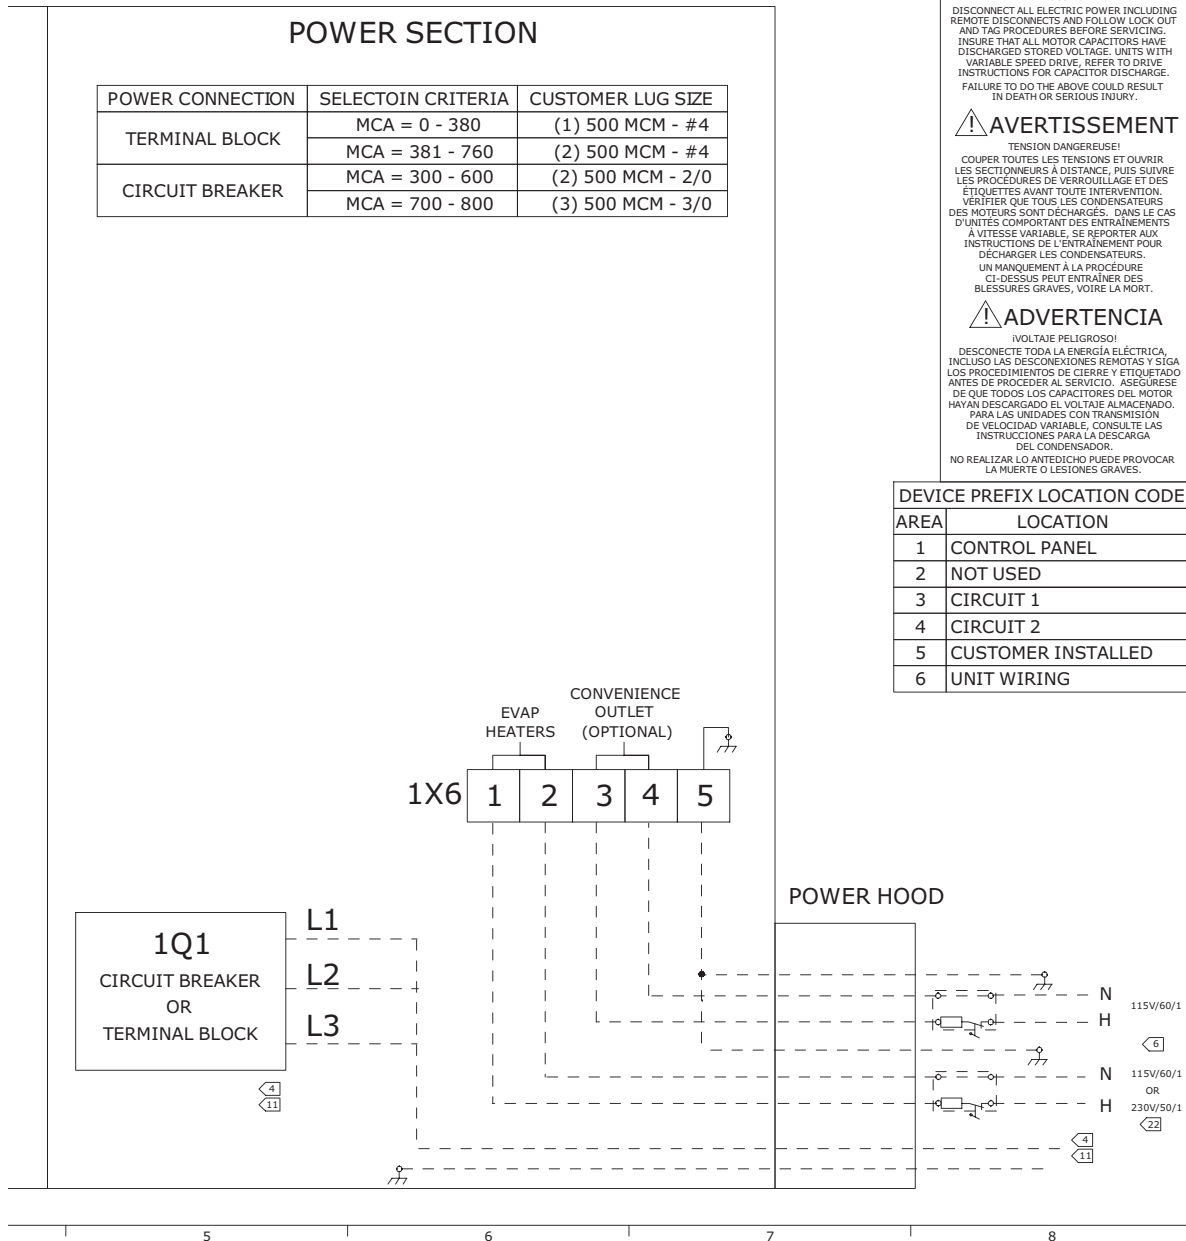 POWER SECTION
POWER CONNECTION SELECTOIN CRITERIA CUSTOMER LUG SIZE
TERMINAL BLOCK
MCA = 0 - 380 (1) 500 MCM - #4
MCA = 381 - 760 (2) 500 MCM - #4
CIRCUIT BREAKER
MCA = 300 - 600 (2) 500 MCM - 2/0
MCA = 700 - 800 (3) 500 MCM - 3/0
DISCONNECT ALL ELECTRIC POWER INCLUDING
REMOTE DISCONNECTS AND FOLLOW LOCK OUT
AND TAG PROCEDURES BEFORE SERVICING.
INSURE THAT ALL MOTOR CAPACITORS HAVE
DISCHARGED STORED VOLTAGE. UNITS WITH
VARIABLE SPEED DRIVE, REFER TO DRIVE
INSTRUCTIONS FOR CAPACITOR DISCHARGE.
FAILURE TO DO THE ABOVE COULD RESULT
IN DEATH OR SERIOUS INJURY.
! AVERTISSEMENT
TENSION DANGEREUSE!
COUPER TOUTES LES TENSIONS ET OUVRIR
LES SECTIONNEURS À DISTANCE, PUIS SUIVRE
LES PROCÉDURES DE VERROUILLAGE ET DES
ÉTIQUETTES AVANT TOUTE INTERVENTION.
VÉRIFIER QUE TOUS LES CONDENSATEURS
DES MOTEURS SONT DÉCHARGÉS. DANS LE CAS
D'UNITÉS COMPORTANT DES ENTRAÎNEMENTS
À VITESSE VARIABLE, SE REPORTER AUX
INSTRUCTIONS DE L'ENTRAÎNEMENT POUR
DÉCHARGER LES CONDENSATEURS.
UN MANQUEMENT À LA PROCÉDURE
CI-DESSUS PEUT ENTRAÎNER DES
BLESSURES GRAVES, VOIRE LA MORT.
! ADVERTENCIA
¡VOLTAJE PELIGROSO!
DESCONECTE TODA LA ENERGÍA ELÉCTRICA,
INCLUSO LAS DESCONEXIONES REMOTAS Y SIGA
LOS PROCEDIMIENTOS DE CIERRE Y ETIQUETADO
ANTES DE PROCEDER AL SERVICIO. ASEGÚRESE
DE QUE TODOS LOS CAPACITORES DEL MOTOR
HAYAN DESCARGADO EL VOLTAJE ALMACENADO.
PARA LAS UNIDADES CON TRANSMISIÓN
DE VELOCIDAD VARIABLE, CONSULTE LAS
INSTRUCCIONES PARA LA DESCARGA
DEL CONDENSADOR.
NO REALIZAR LO ANTEDICHO PUEDE PROVOCAR
LA MUERTE O LESIONES GRAVES.
DEVICE PREFIX LOCATION CODE
AREA LOCATION
1 CONTROL PANEL
2 NOT USED
3 CIRCUIT 1
4 CIRCUIT 2
5 CUSTOMER INSTALLED
6 UNIT WIRING
EVAP
HEATERS
CONVENIENCE
OUTLET
(OPTIONAL)
1X6 1 2 3 4 5
POWER HOOD
1Q1
CIRCUIT BREAKER
OR
TERMINAL BLOCK
L1
L2
L3
4
11
N
H
115V/60/1
6
N
H
115V/60/1
OR
230V/50/1
22
4
11
5 6 7 8